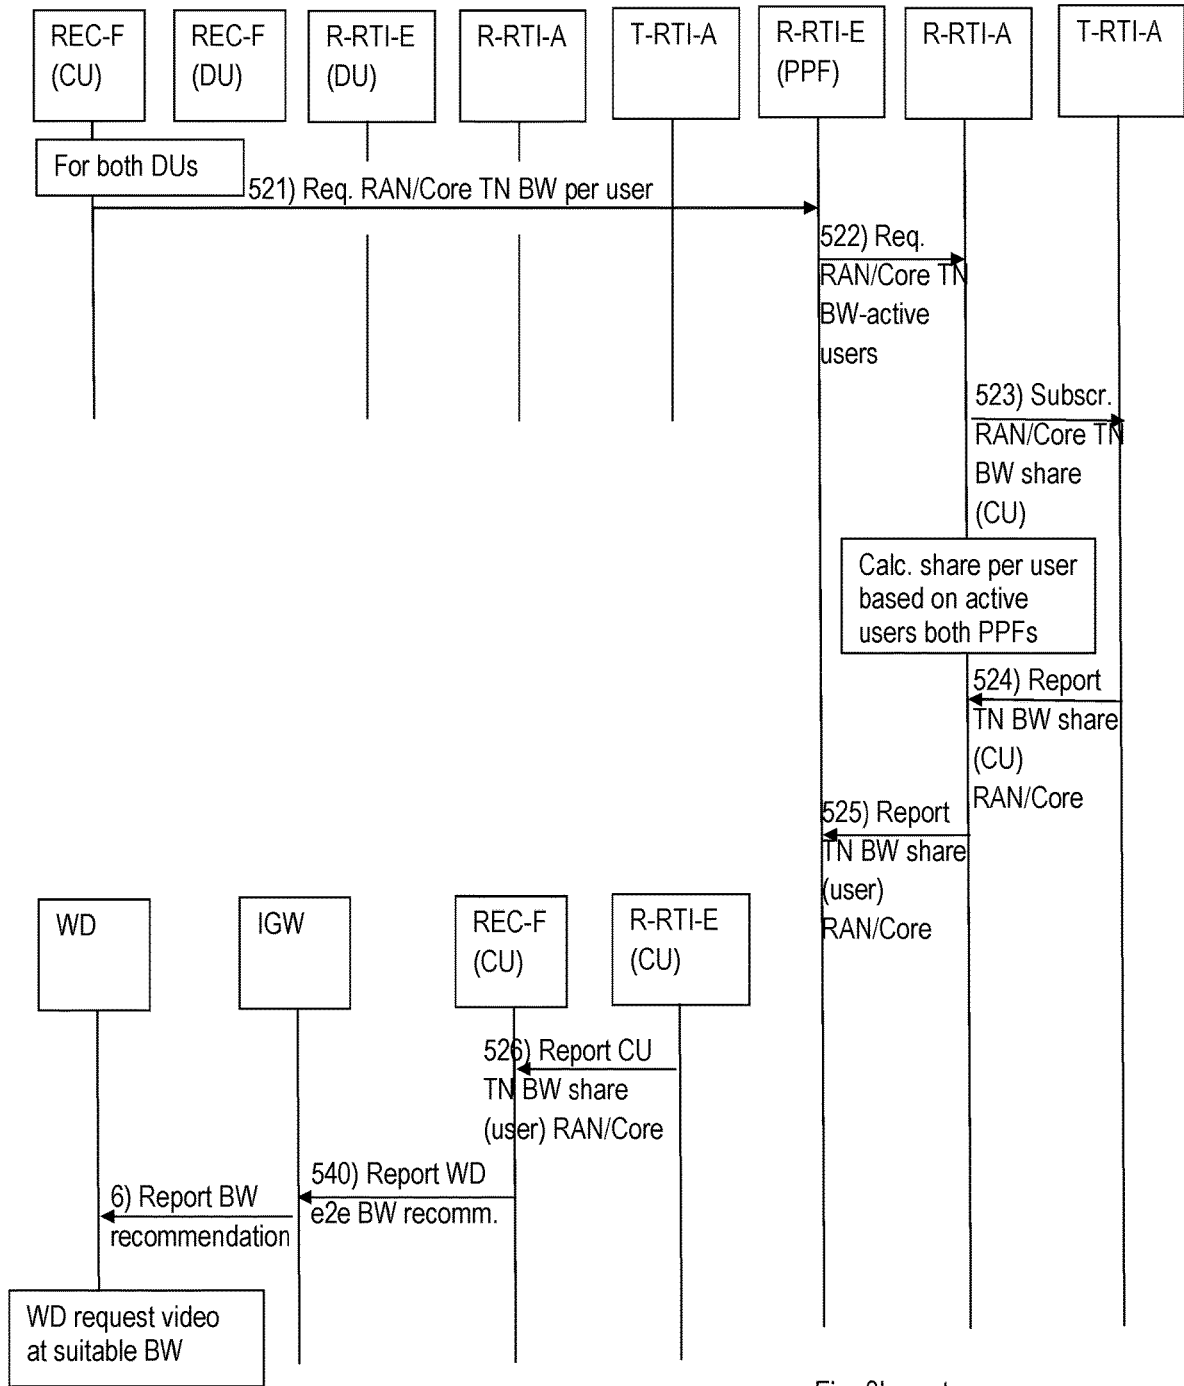 REC-F
(CU)
REC-F
(DU)
R-RTI-E
(DU)
R-RTI-A
T-RTI-A
R-RTI-E
(PPF)
R-RTI-A
T-RTI-A
For both DUs
521) Req. RAN/Core TN BW per user
522) Req.
RAN/Core TN
BW-active
users
523) Subscr.
RAN/Core TN
BW share
(CU)
Calc. share per user
based on active
users both PPFs
524) Report
TN BW share
(CU)
RAN/Core
525) Report
TN BW share
(user)
RAN/Core
WD
IGW
REC-F
(CU)
R-RTI-E
(CU)
526) Report CU
TN BW share
(user) RAN/Core
540) Report WD
e2e BW recomm.
6) Report BW
recommendation
WD request video
at suitable BW